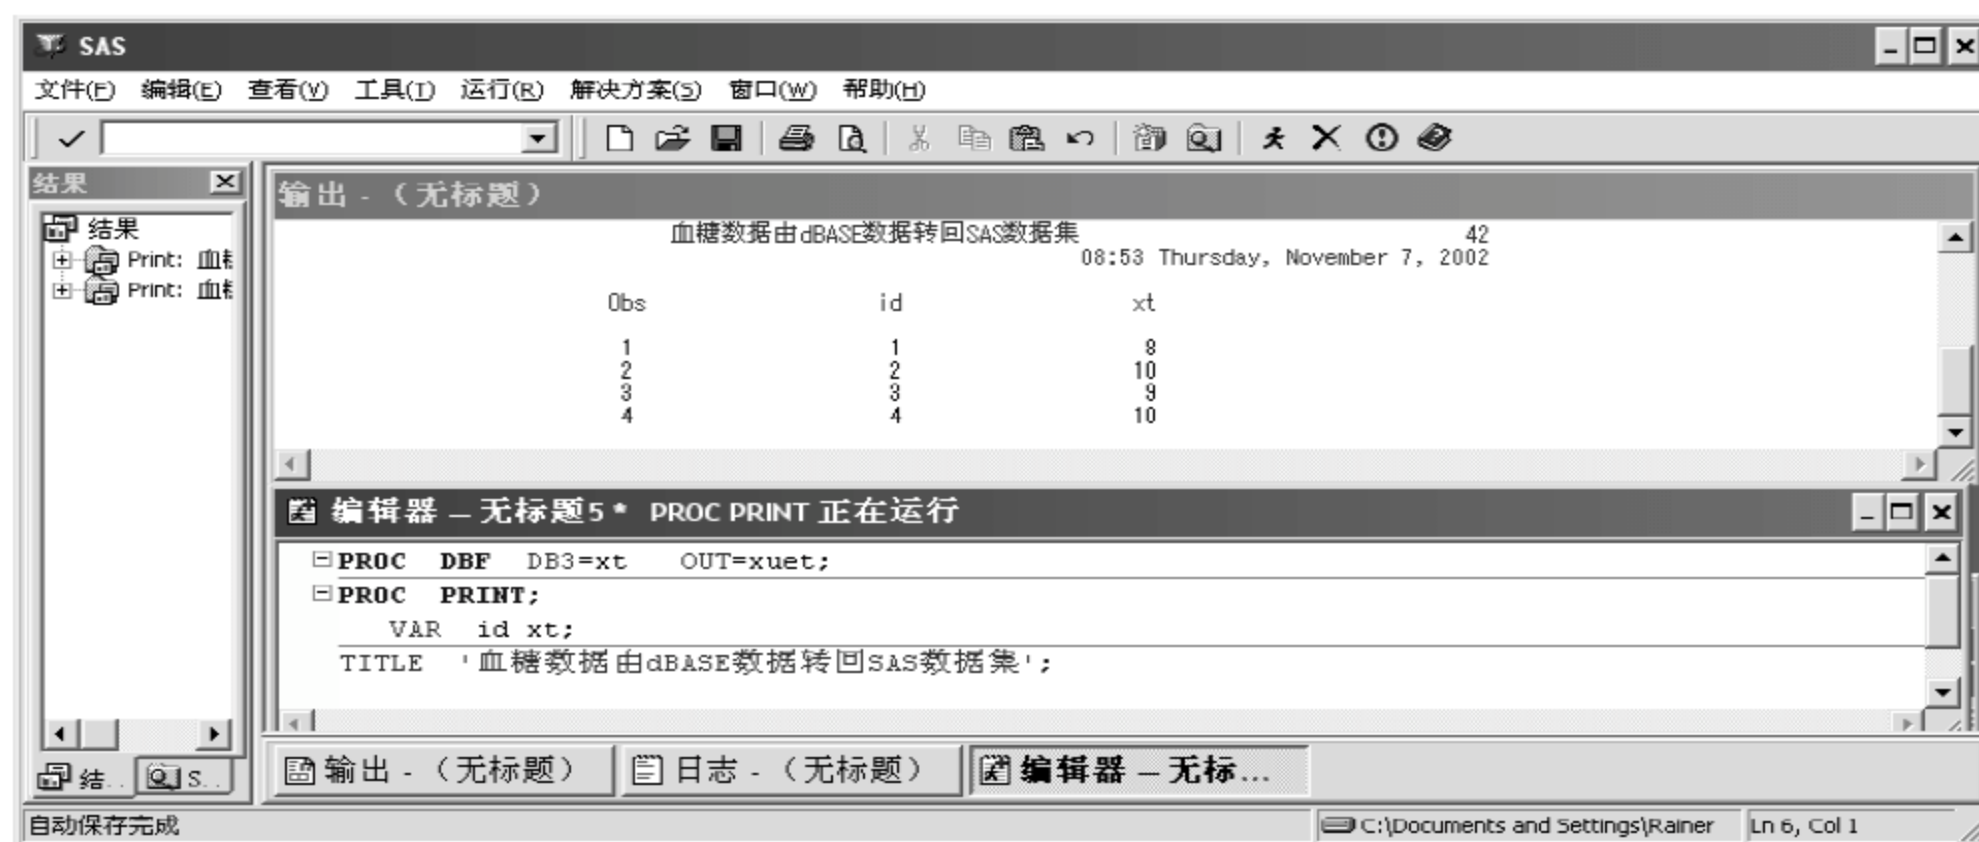 SAS
文件(F) 编辑(E) 查看(V) 工具(T) 运行(R) 解决方案(S) 窗口(W) 帮助(H)
结果
结果
Print: 血
Print: 血
输出 - （无标题）
血糖数据由dBASE数据转回SAS数据集 42
08:53 Thursday, November 7, 2002
Obs id xt
1 1 8
2 2 10
3 3 9
4 4 10
编辑器 – 无标题5 * PROC PRINT 正在运行
PROC DBF DB3=xt OUT=xuet;
PROC PRINT;
VAR id xt;
TITLE '血糖数据由dBASE数据转回SAS数据集';
结.. S..
输出 - （无标题） 日志 - （无标题） 编辑器 – 无标...
自动保存完成 C:\Documents and Settings\Rainer Ln 6, Col 1